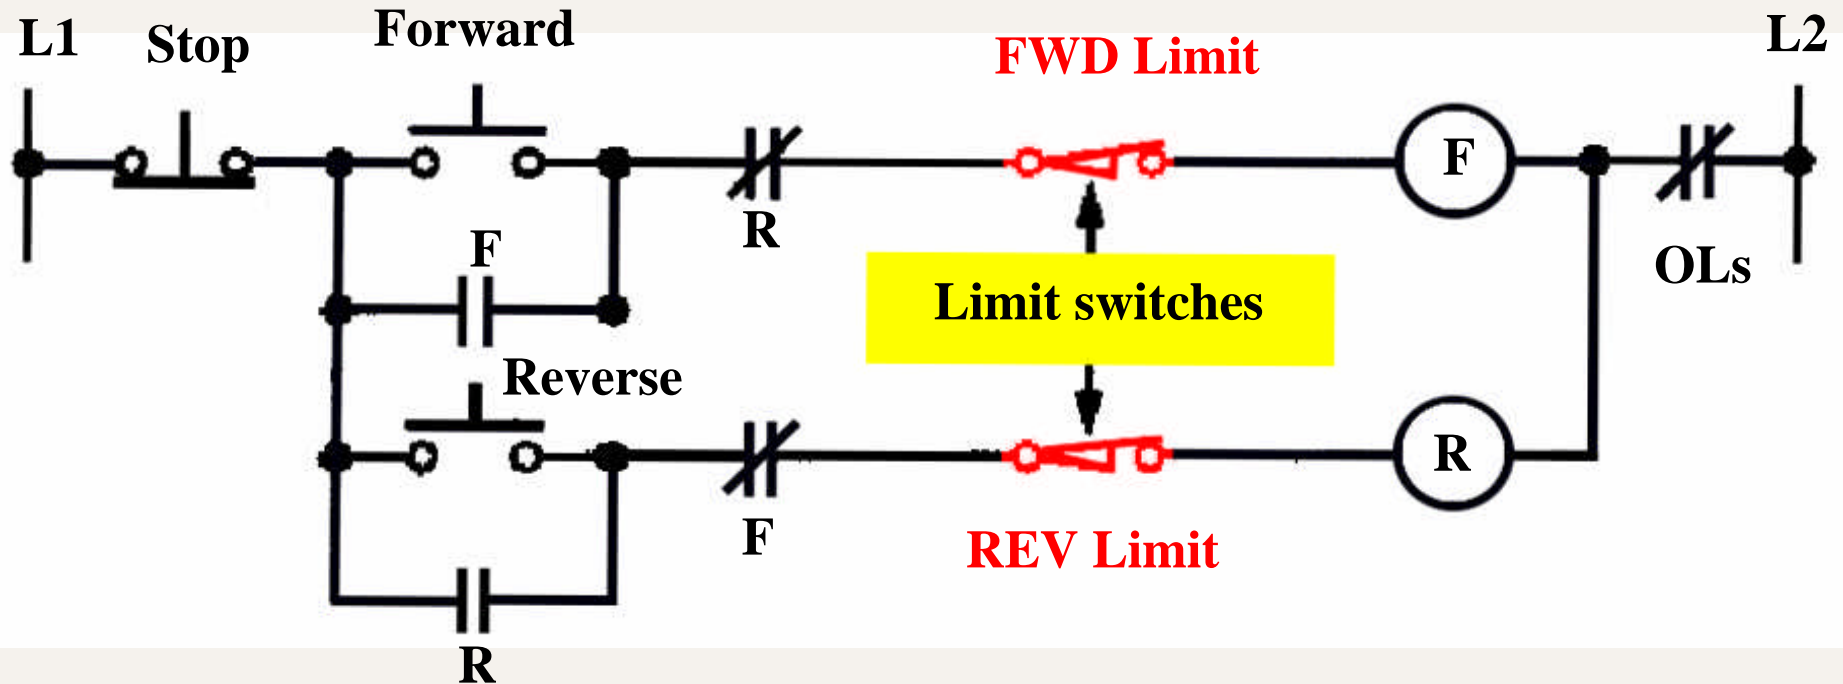 L1
Stop
Forward
FWD Limit
L2
R
F
F
OLs
Limit switches
Reverse
F
R
REV Limit
R